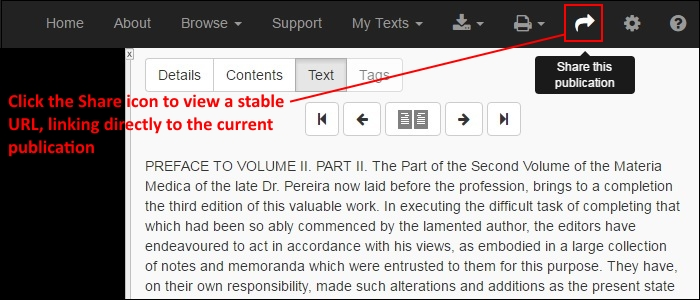 Home About Browse Support My Texts
Share this
publication
x
Details Contents Text Tags
Click the Share icon to view a stable
URL, linking directly to the current
publication
PREFACE TO VOLUME II. PART II. The Part of the Second Volume of the Materia
Medica of the late Dr. Pereira now laid before the profession, brings to a completion
the third edition of this valuable work. In executing the difficult task of completing that
which had been so ably commenced by the lamented author, the editors have
endeavoured to act in accordance with his views, as embodied in a large collection
of notes and memoranda which were entrusted to them for this purpose. They have,
on their own responsibility, made such alterations and additions as the present state